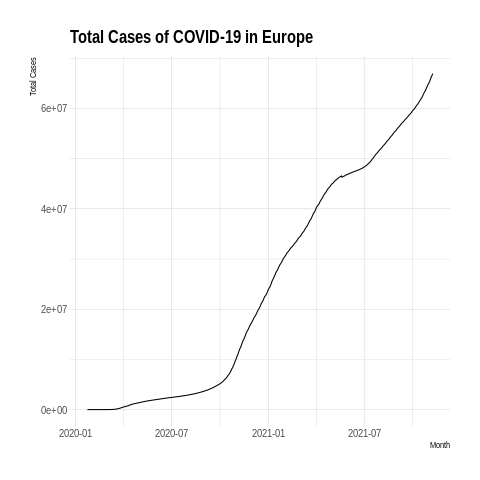 Total Cases of COVID-19 in Europe
Total Cases
6e+07
4e+07
2e+07
0e+00
2020-01 2020-07 2021-01 2021-07
Month